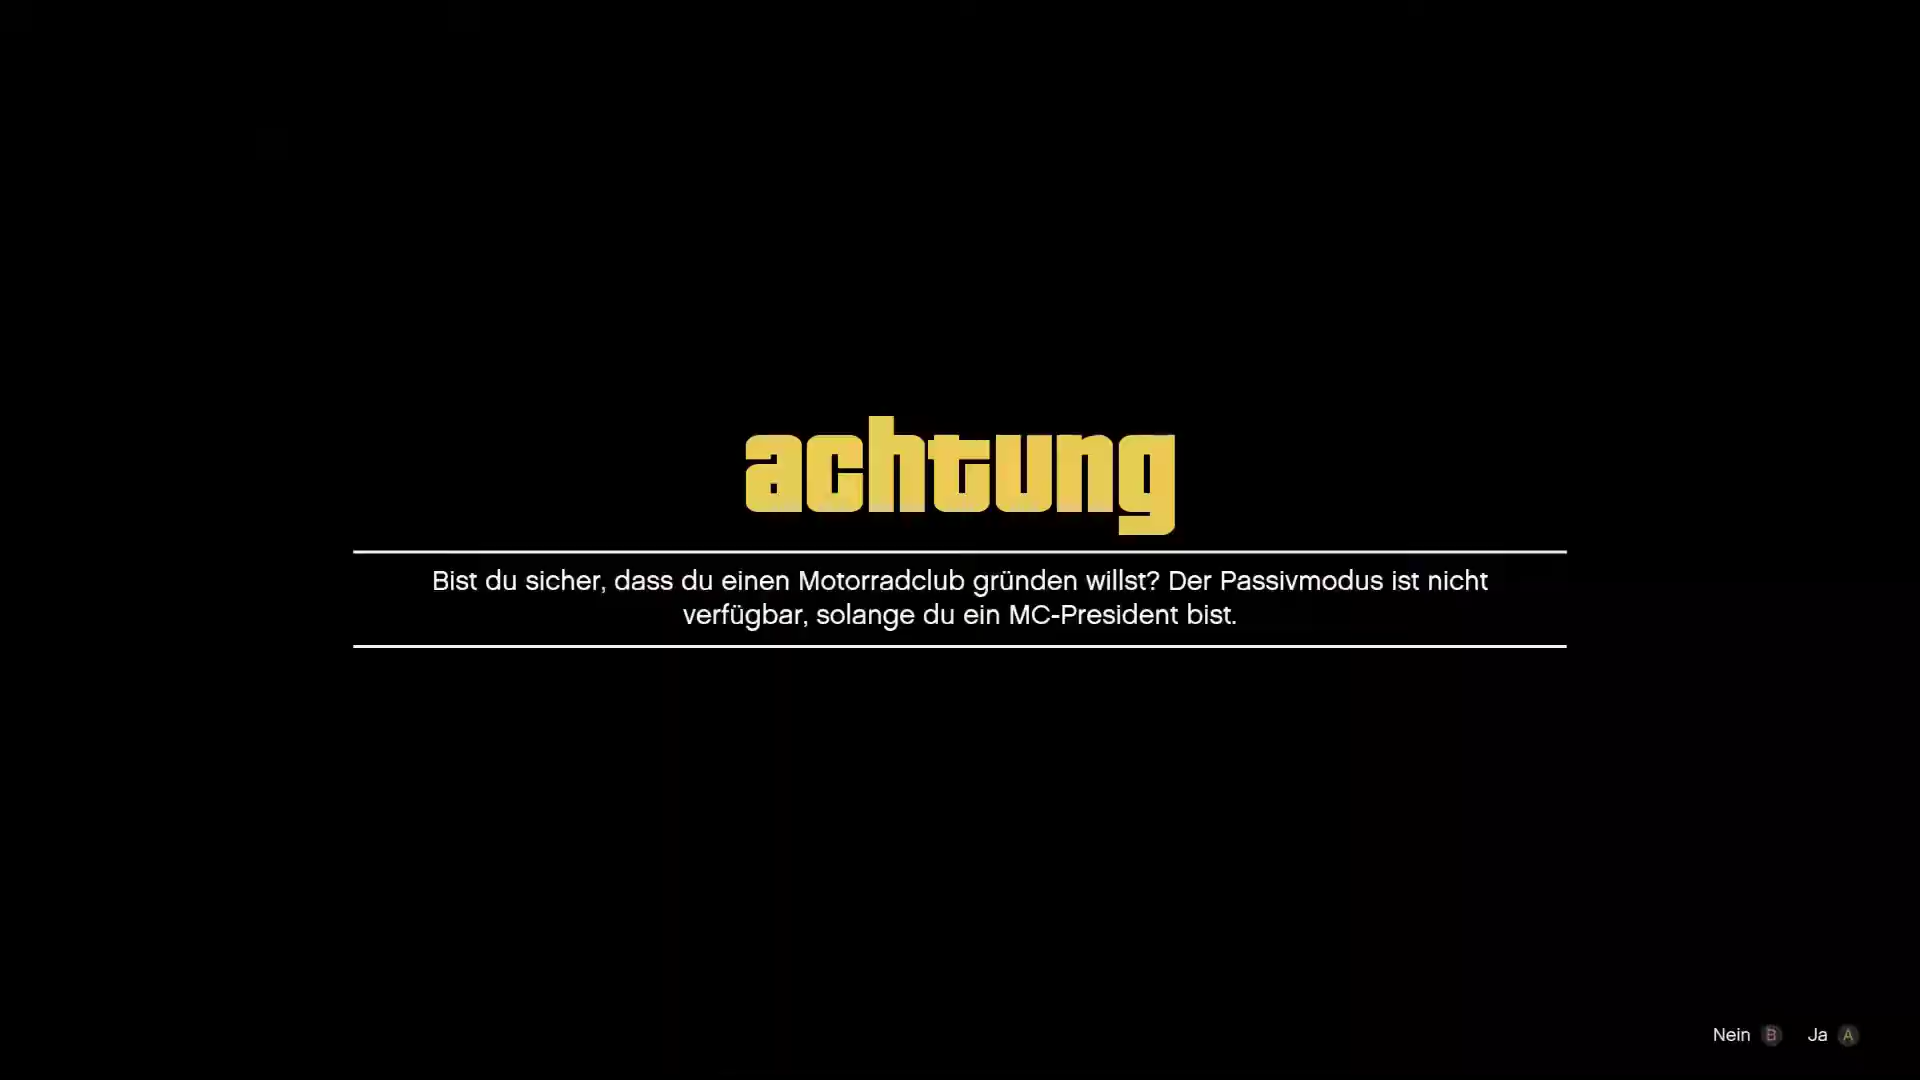 achtung
Bist du sicher, dass du einen Motorradclub gründen willst? Der Passivmodus ist nicht
verfügbar, solange du ein MC-President bist.
Nein B Ja A